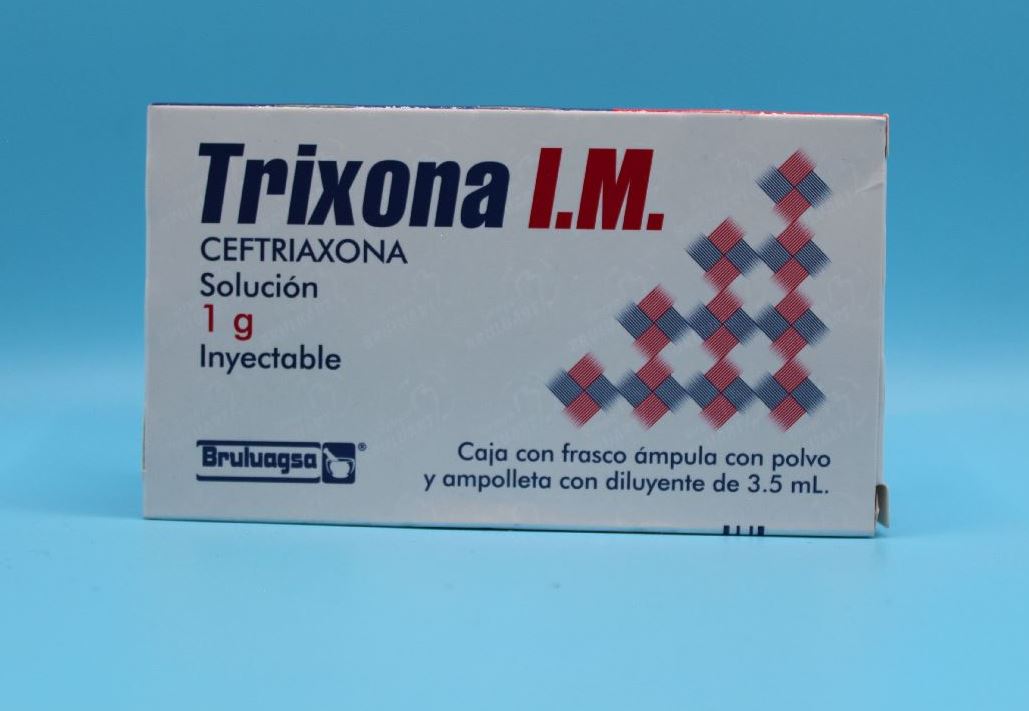 Trixona I.M.
CEFTRIAXONA
Solución
1 g
Inyectable
Bruluagsa®
Caja con frasco ámpula con polvo
y ampolleta con diluyente de 3.5 mL.